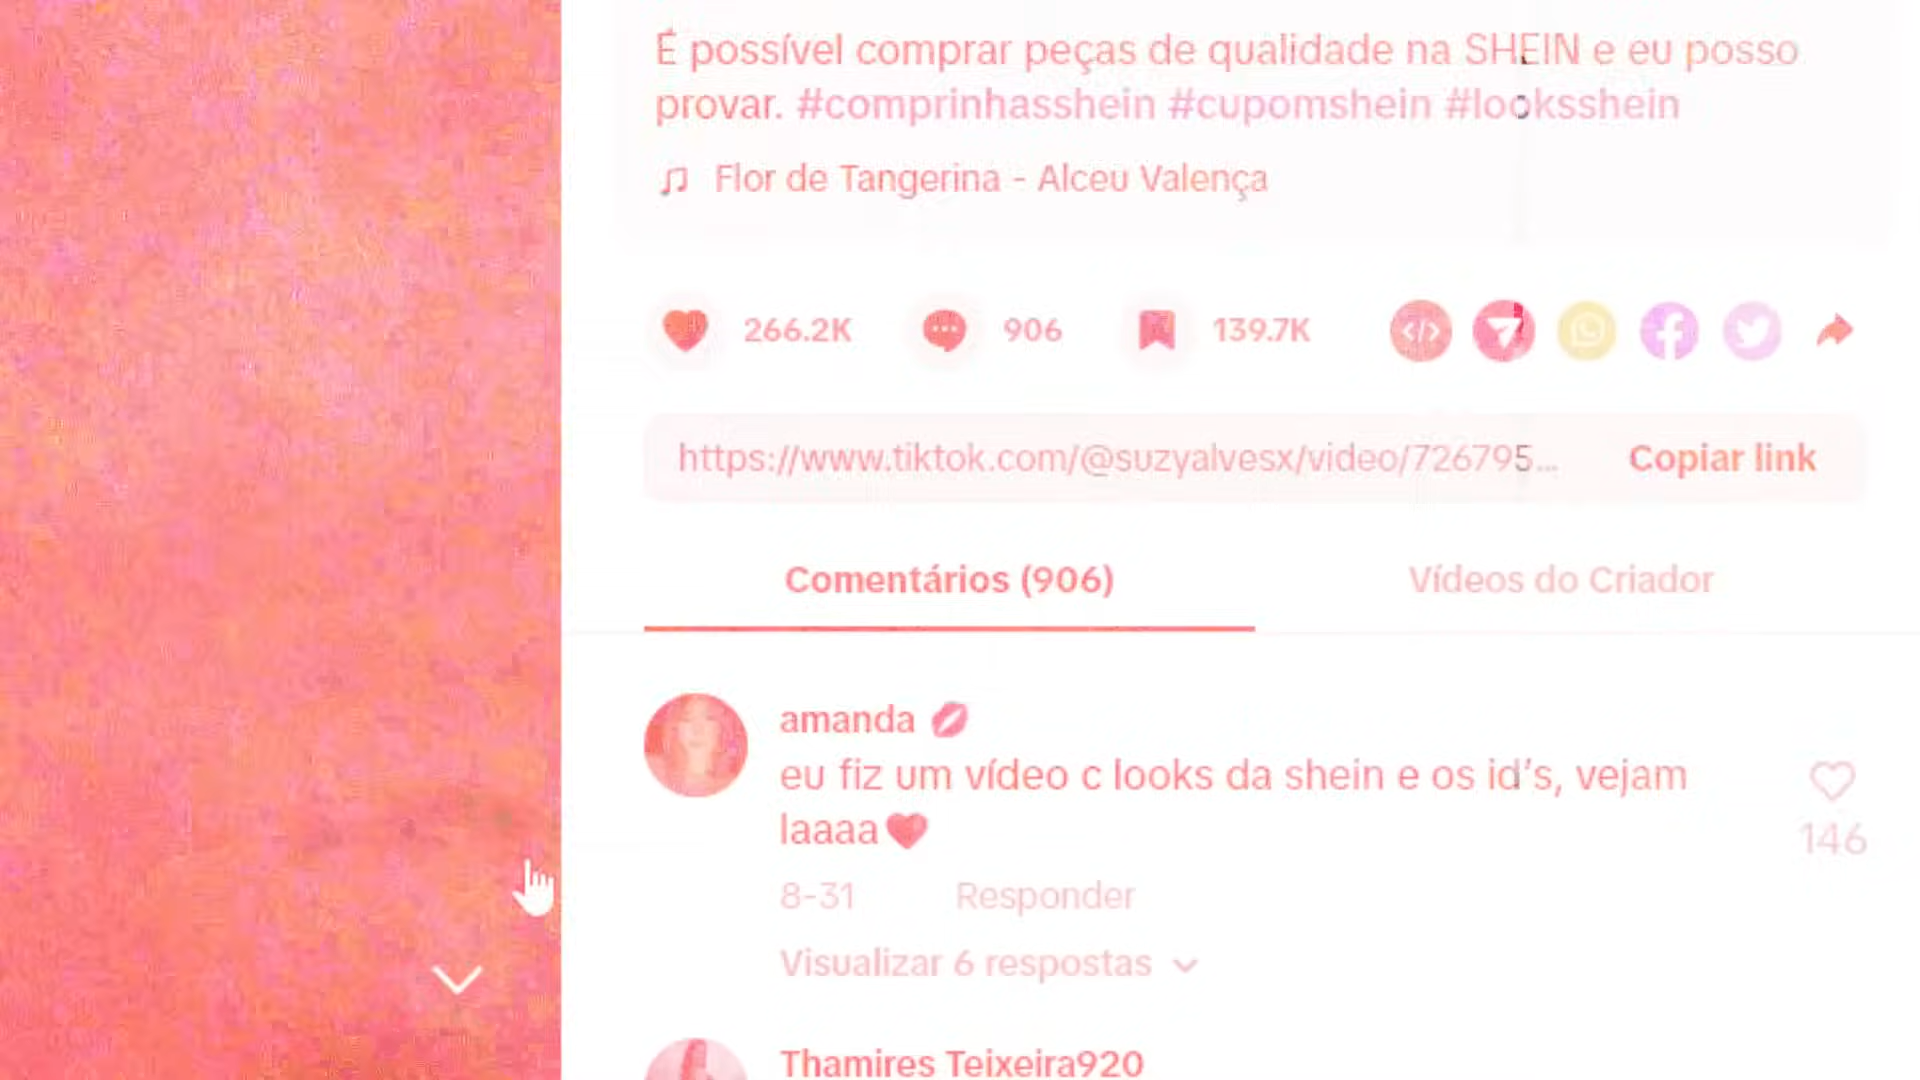 É possível comprar peças de qualidade na SHEIN e eu posso
provar. #comprinhasshein #cupomshein #looksshein
Flor de Tangerina - Alceu Valença
266.2K 906 139.7K
https://www.tiktok.com/@suzyalvesx/video/726795... Copiar link
Comentários (906) Vídeos do Criador
amanda
eu fiz um vídeo c looks da shein e os id's, vejam
laaaa
146
8-31 Responder
Visualizar 6 respostas
Thamires Teixeira920